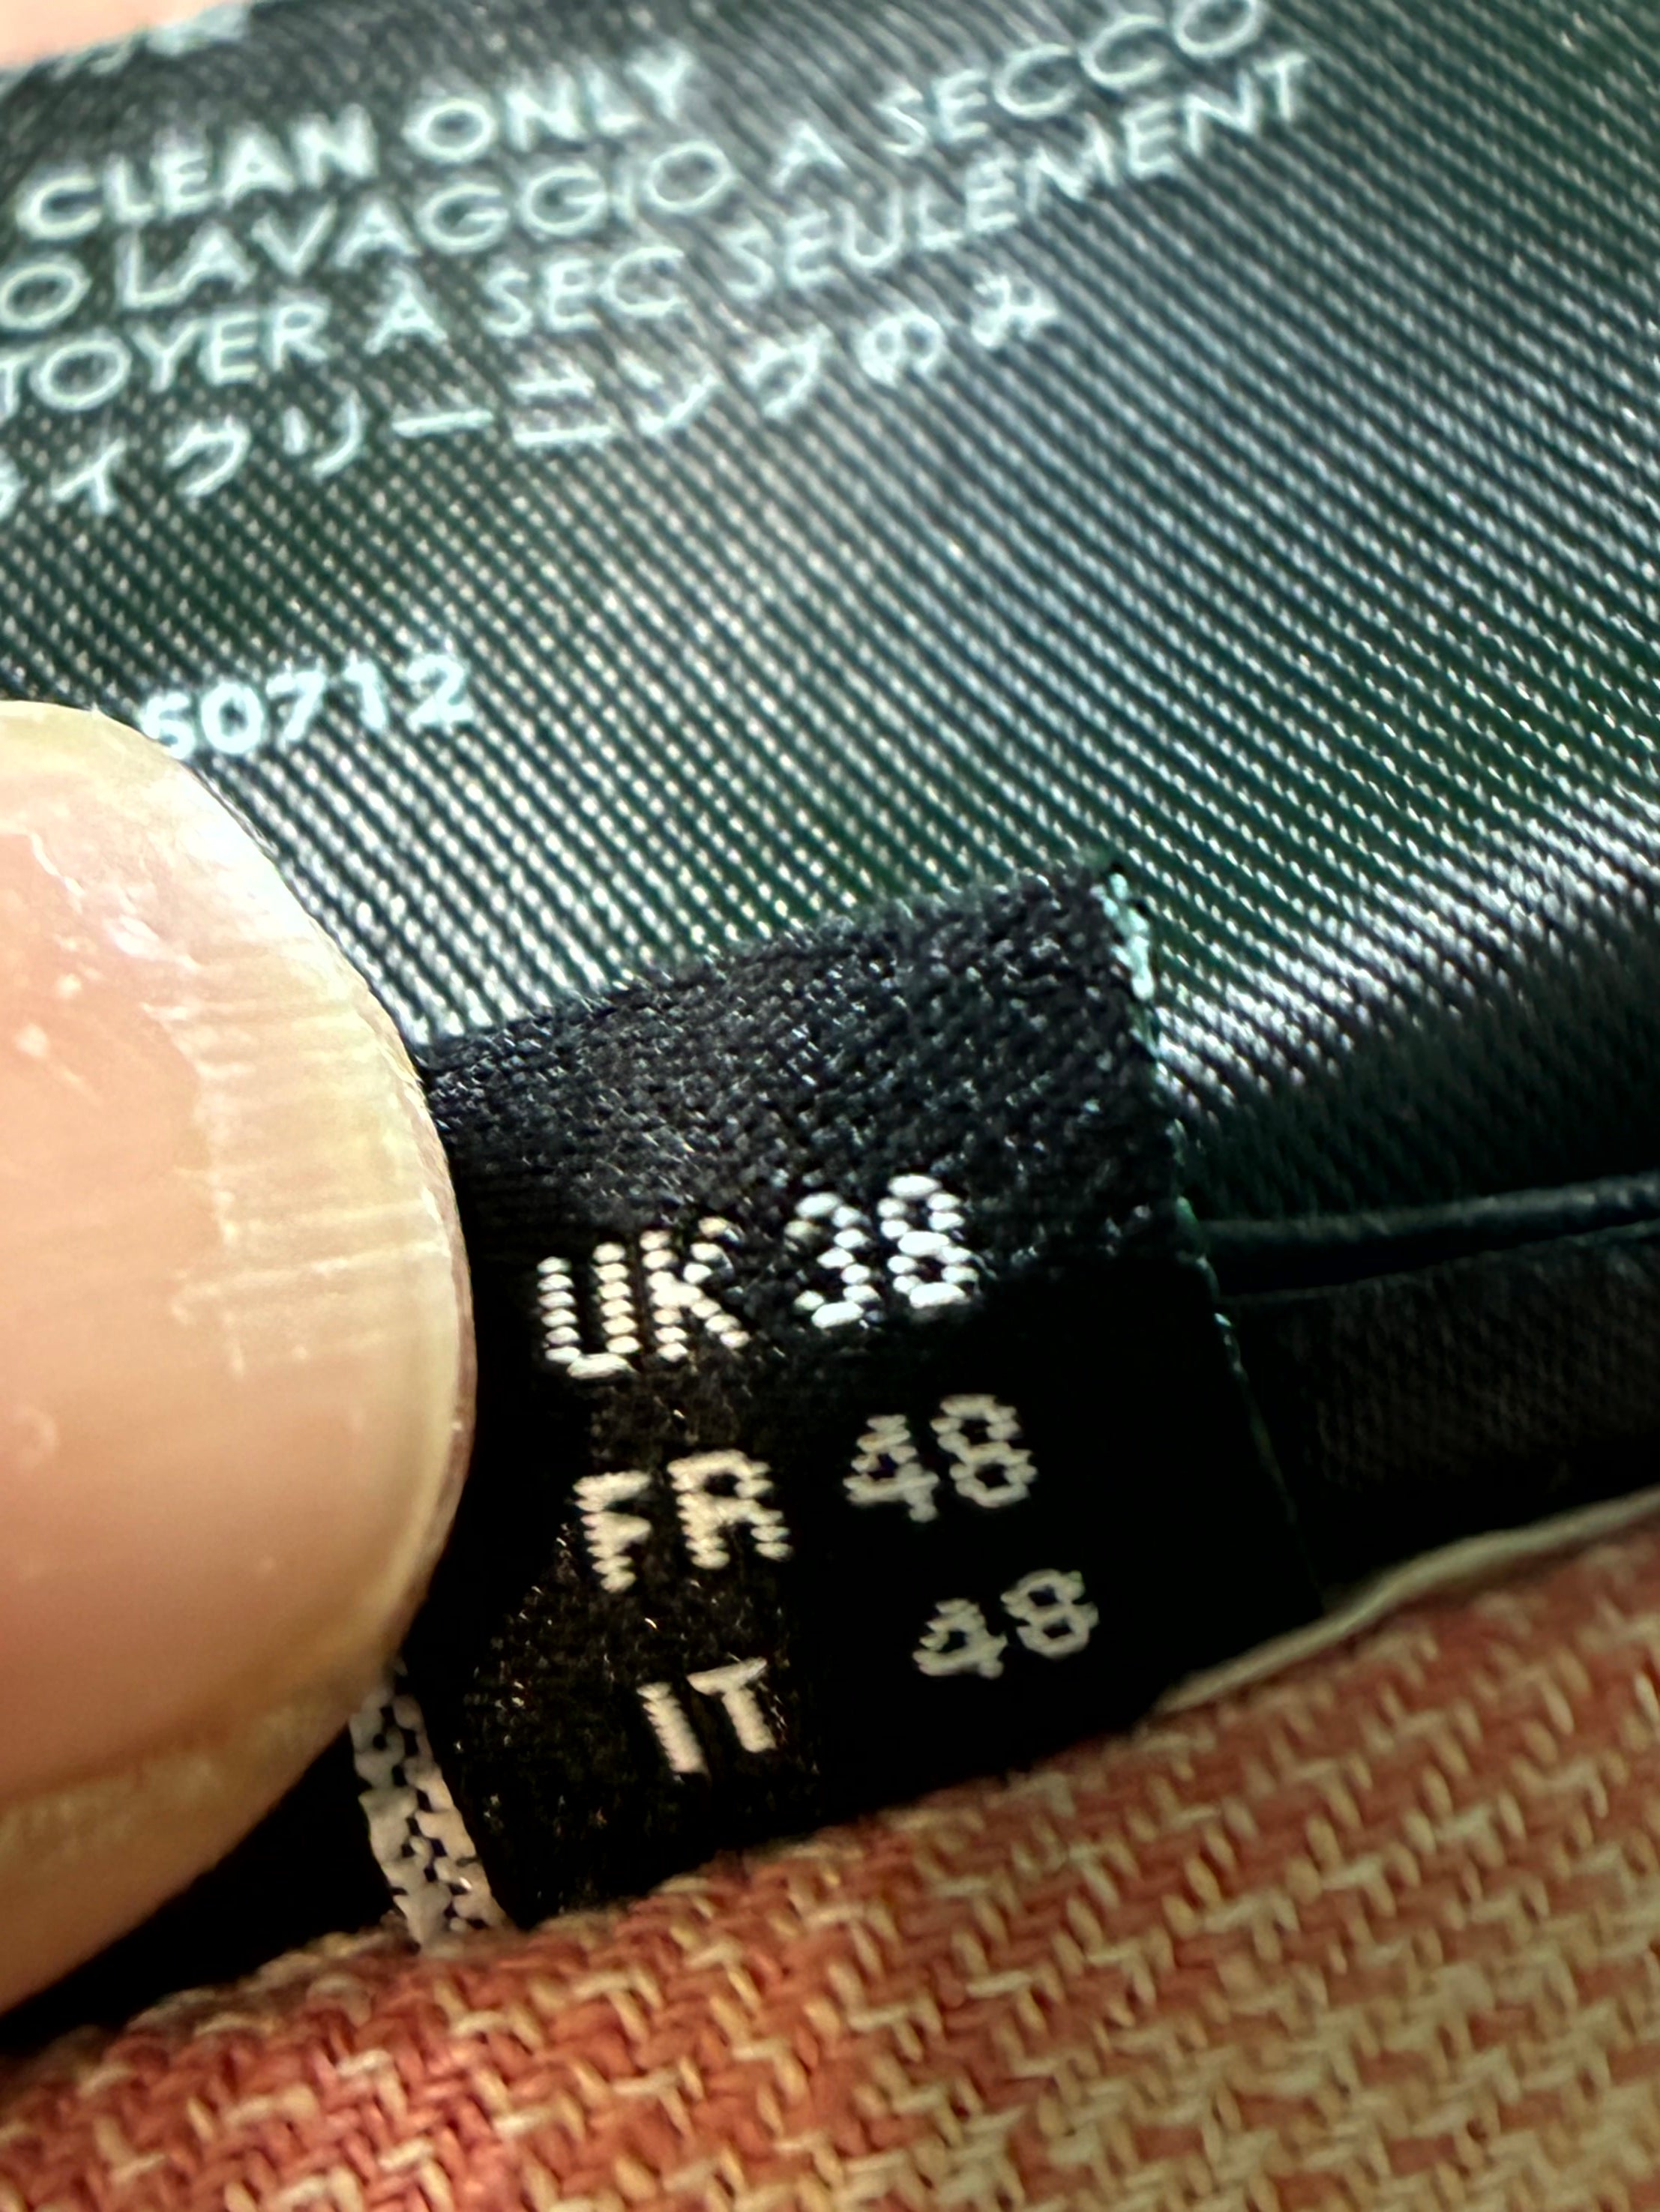 CLEAN ONLY
LAVAGGIO A SECCO
À SEC SEULEMENT
イクリーニングのみ
50712
UK 38
FR 48
IT 48